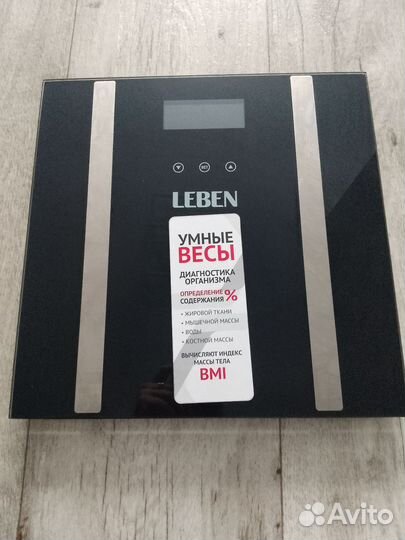 SET
LEBEN
УМНЫЕ
ВЕСЫ
ДИАГНОСТИКА
ОРГАНИЗМА
ОПРЕДЕЛЕНИЕ %
СОДЕРЖАНИЯ
• ЖИРОВОЙ ТКАНИ
• МЫШЕЧНОЙ МАССЫ
• ВОДЫ
• КОСТНОЙ МАССЫ
ВЫЧИСЛЯЮТ ИНДЕКС
МАССЫ ТЕЛА
BMI
Avito